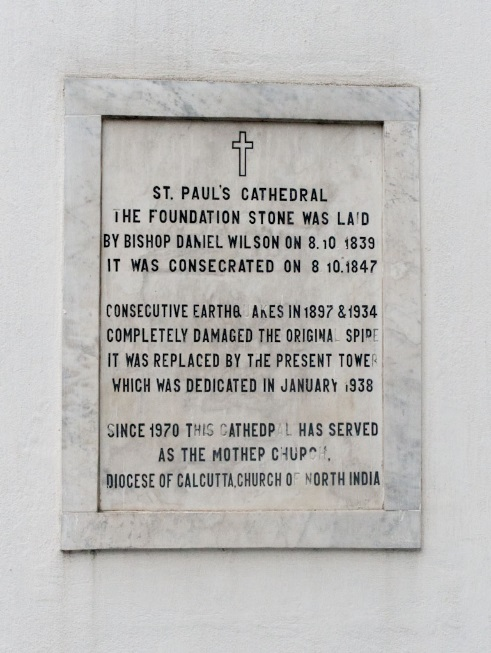 ST. PAUL'S CATHEDRAL
THE FOUNDATION STONE WAS LAID
BY BISHOP DANIEL WILSON ON 8.10 1839
IT WAS CONSECRATED ON 8 10.1847
CONSECUTIVE EARTHQUAKES IN 1897 & 1934
COMPLETELY DAMAGED THE ORIGINAL SPIRE
IT WAS REPLACED BY THE PRESENT TOWER
WHICH WAS DEDICATED IN JANUARY 1938
SINCE 1970 THIS CATHEDRAL HAS SERVED
AS THE MOTHER CHURCH,
DIOCESE OF CALCUTTA, CHURCH OF NORTH INDIA